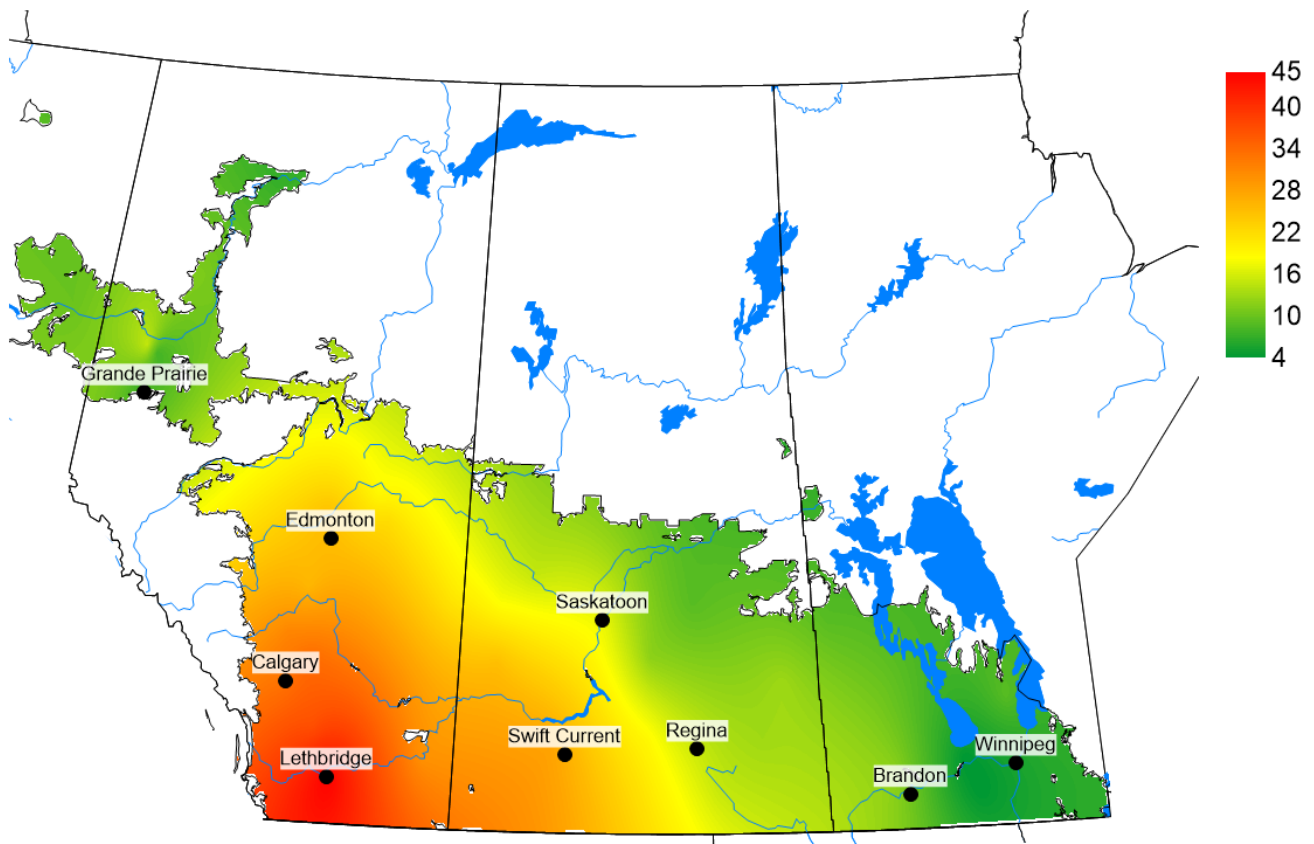 45
40
34
28
22
16
10
4
Grande Prairie
Edmonton
Saskatoon
Calgary
Regina
Swift Current
Winnipeg
Lethbridge
Brandon